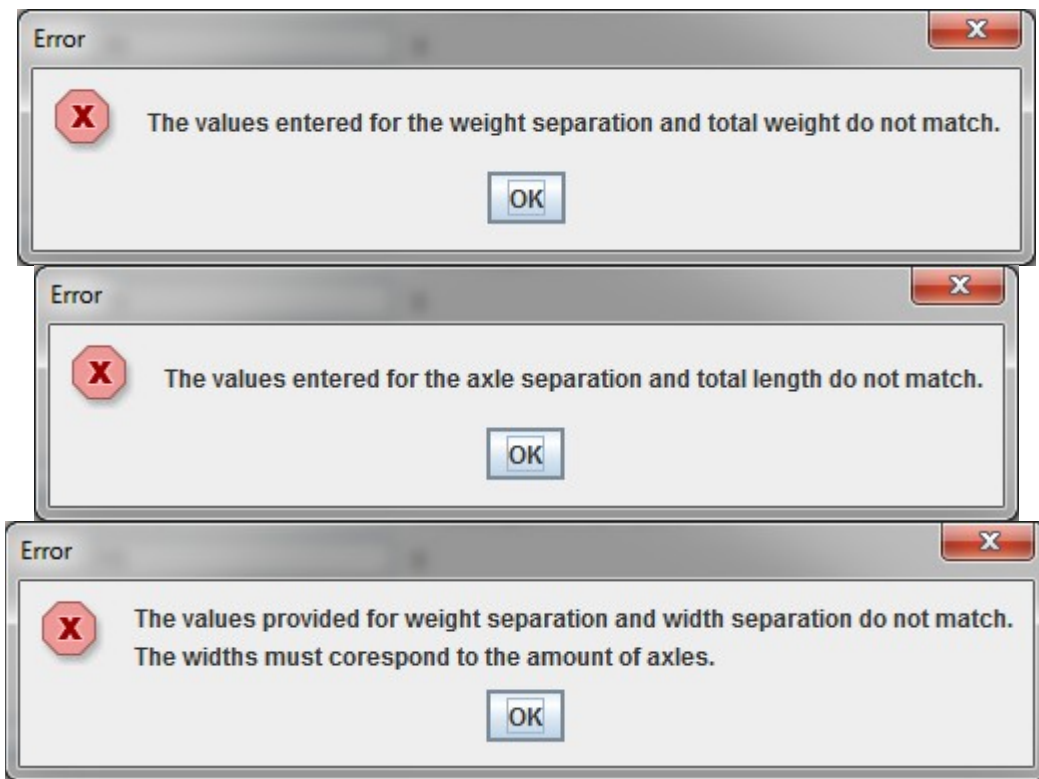 Error
The values entered for the weight separation and total weight do not match.
OK
Error
The values entered for the axle separation and total length do not match.
OK
Error
The values provided for weight separation and width separation do not match.
The widths must corespond to the amount of axles.
OK